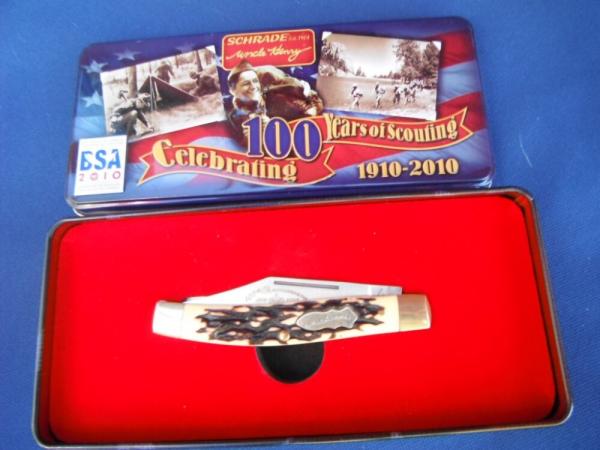 SCHRADE Est. 1904
Uncle Henry
100
Years of Scouting
Celebrating
1910-2010
BSA
2010